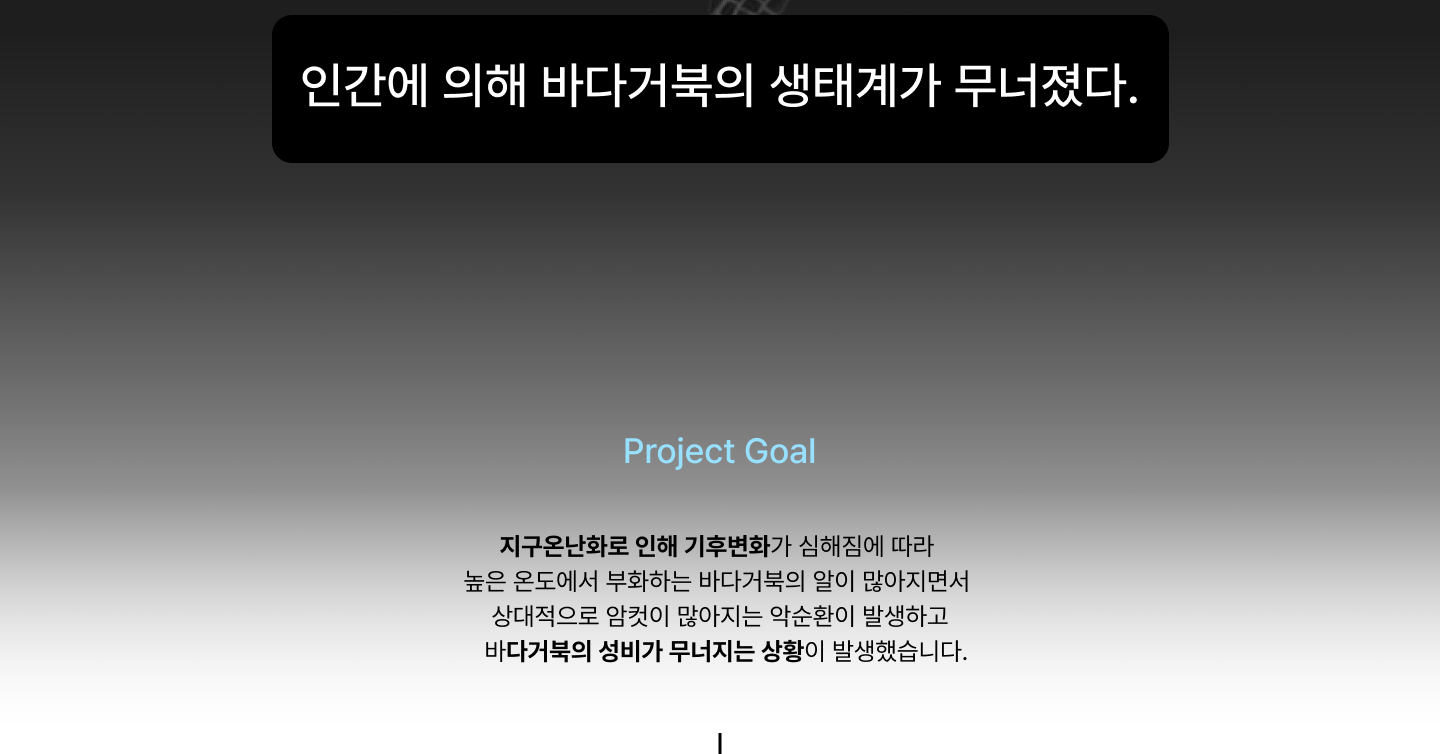 인간에 의해 바다거북의 생태계가 무너졌다.
Project Goal
지구온난화로 인해 기후변화가 심해짐에 따라
높은 온도에서 부화하는 바다거북의 알이 많아지면서
상대적으로 암컷이 많아지는 악순환이 발생하고
바다거북의 성비가 무너지는 상황이 발생했습니다.